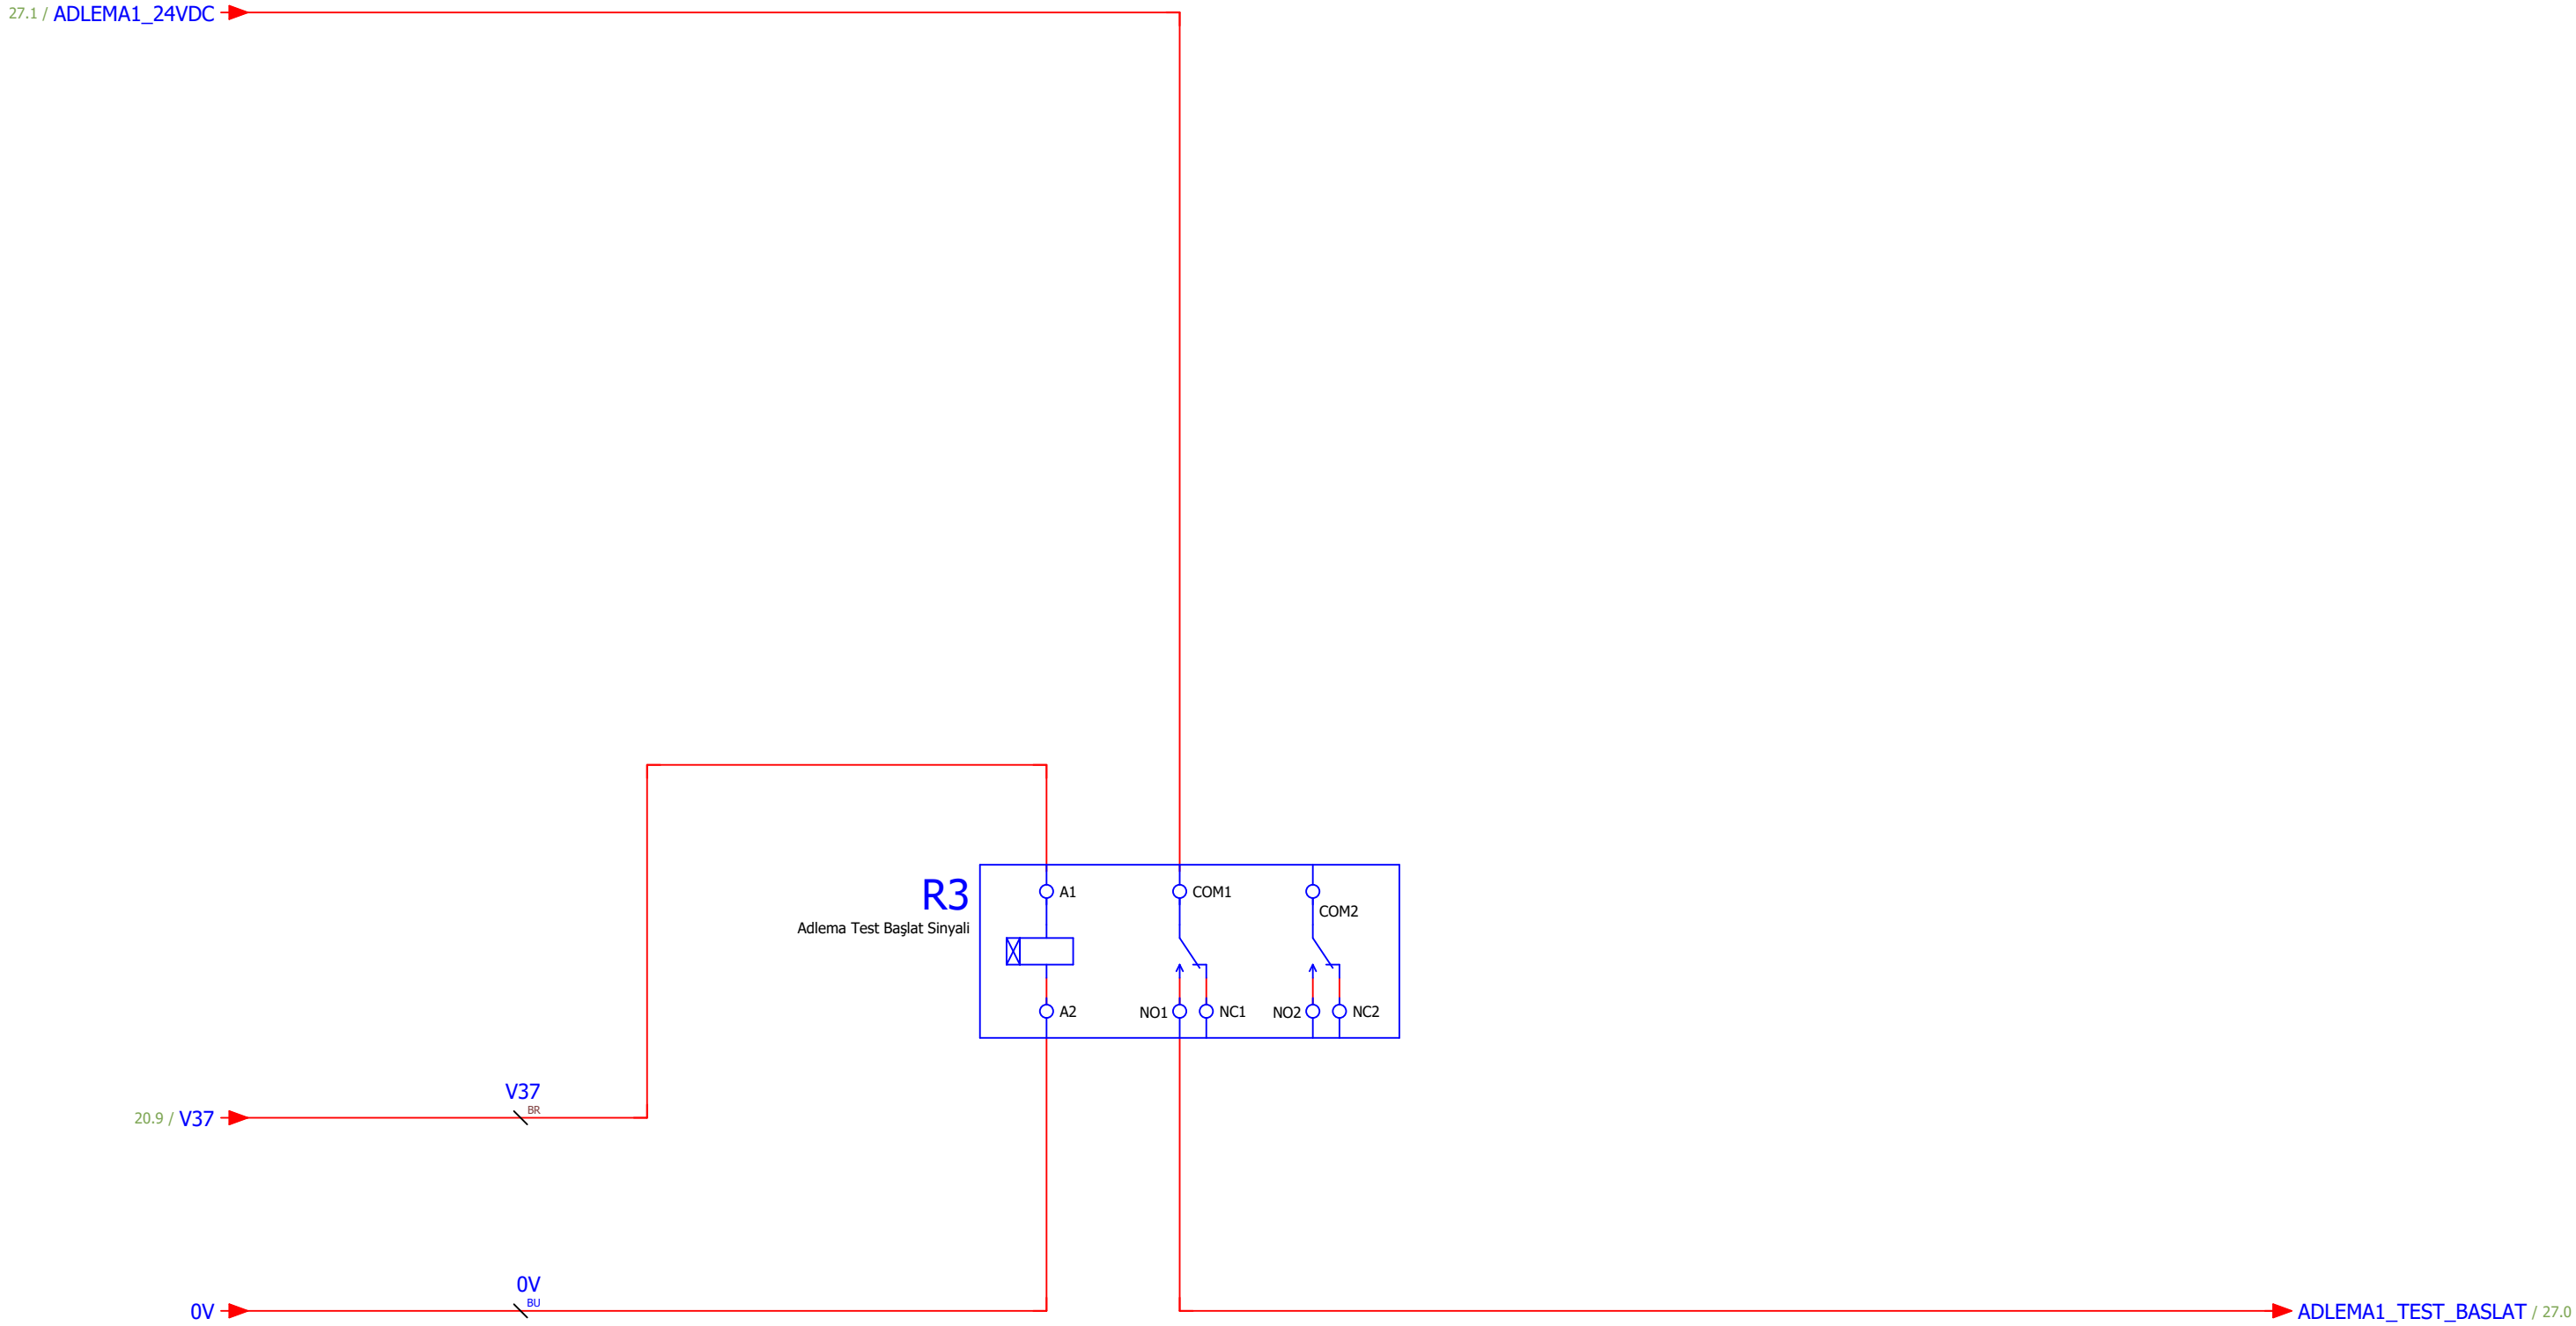 27.1 / ADLEMA1_24VDC
R3
Adlema Test Başlat Sinyali
A1
COM1
COM2
A2
NO1
NC1
NO2
NC2
V37
BR
20.9 / V37
0V
BU
0V
ADLEMA1_TEST_BASLAT / 27.0